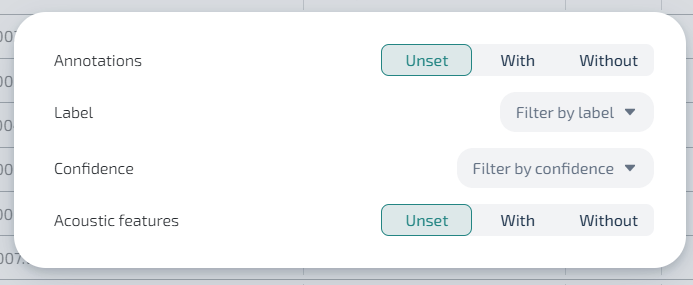 Annotations Unset With Without
Label Filter by label
Confidence Filter by confidence
Acoustic features Unset With Without